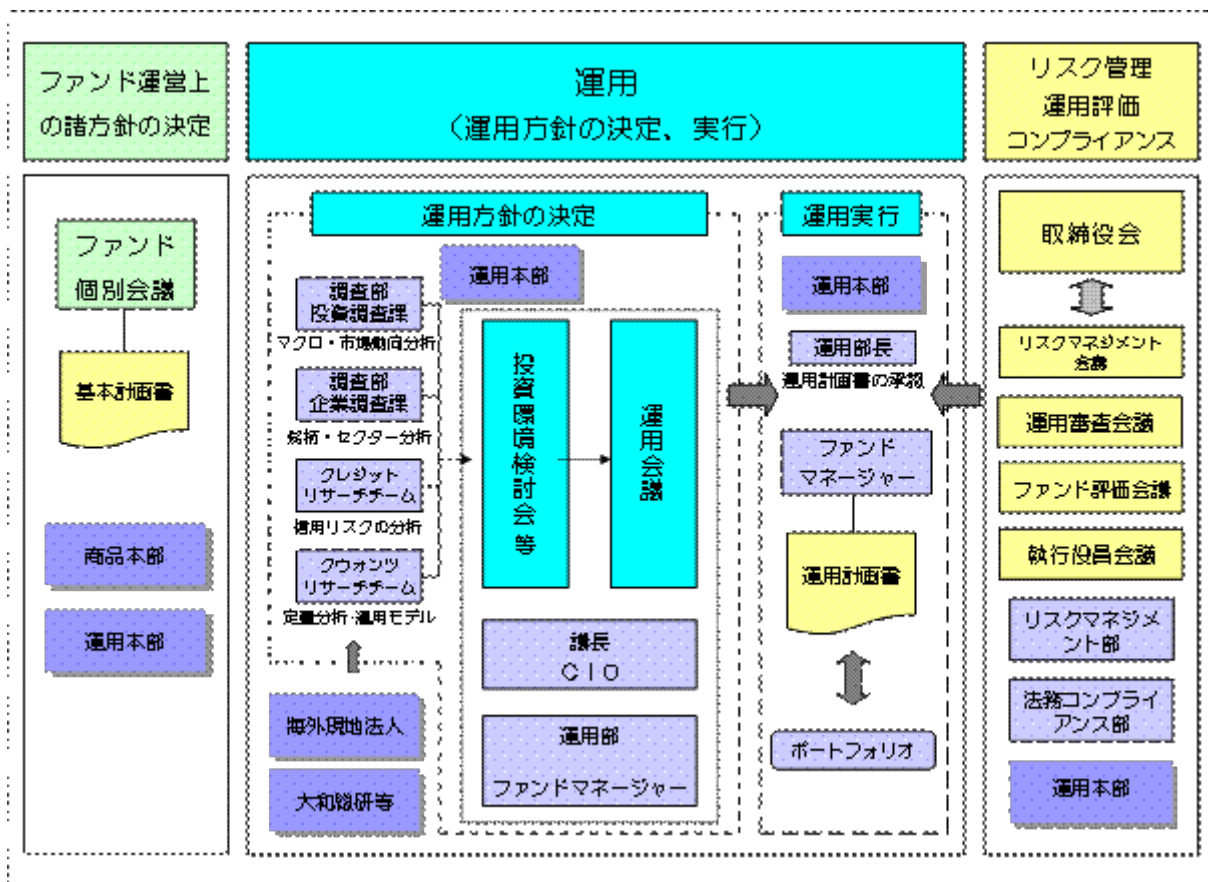 ファンド運営上
の諸方針の決定
運用
（運用方針の決定、実行）
リスク管理
運用評価
コンプライアンス
ファンド
個別会議
基本計画書
商品本部
運用本部
運用方針の決定
運用本部
調査部
投資調査課
マクロ・市場動向分析
調査部
企業調査課
銘柄・セクター分析
クレジット
リサーチチーム
信用リスクの分析
クウォンツ
リサーチチーム
定量分析・運用モデル
海外現地法人
大和総研等
投資環境検討会等
運用会議
議長
ＣＩＯ
運用部
ファンドマネージャー
運用実行
運用本部
運用部長
運用計画書の承認
ファンド
マネージャー
運用計画書
ポートフォリオ
取締役会
リスクマネジメント
会議
運用審査会議
ファンド評価会議
執行役員会議
リスクマネジメ
ント部
法務コンプライ
アンス部
運用本部